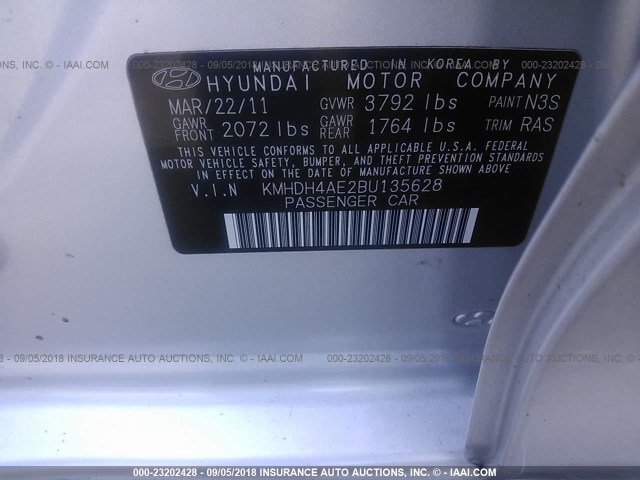 MANUFACTURED IN KOREA BY
HYUNDAI MOTOR COMPANY
MAR/22/11 GVWR 3792 lbs PAINT N3S
GAWR FRONT 2072 lbs GAWR REAR 1764 lbs TRIM RAS
THIS VEHICLE CONFORMS TO ALL APPLICABLE U.S.A. FEDERAL
MOTOR VEHICLE SAFETY, BUMPER, AND THEFT PREVENTION
STANDARDS IN EFFECT ON THE DATE OF MANUFACTURE SHOWN ABOVE.
V.I.N KMHDH4AE2BU135628
PASSENGER CAR
000-23202428 - 09/05/2018 INSURANCE AUTO AUCTIONS, INC. - © IAAI.COM